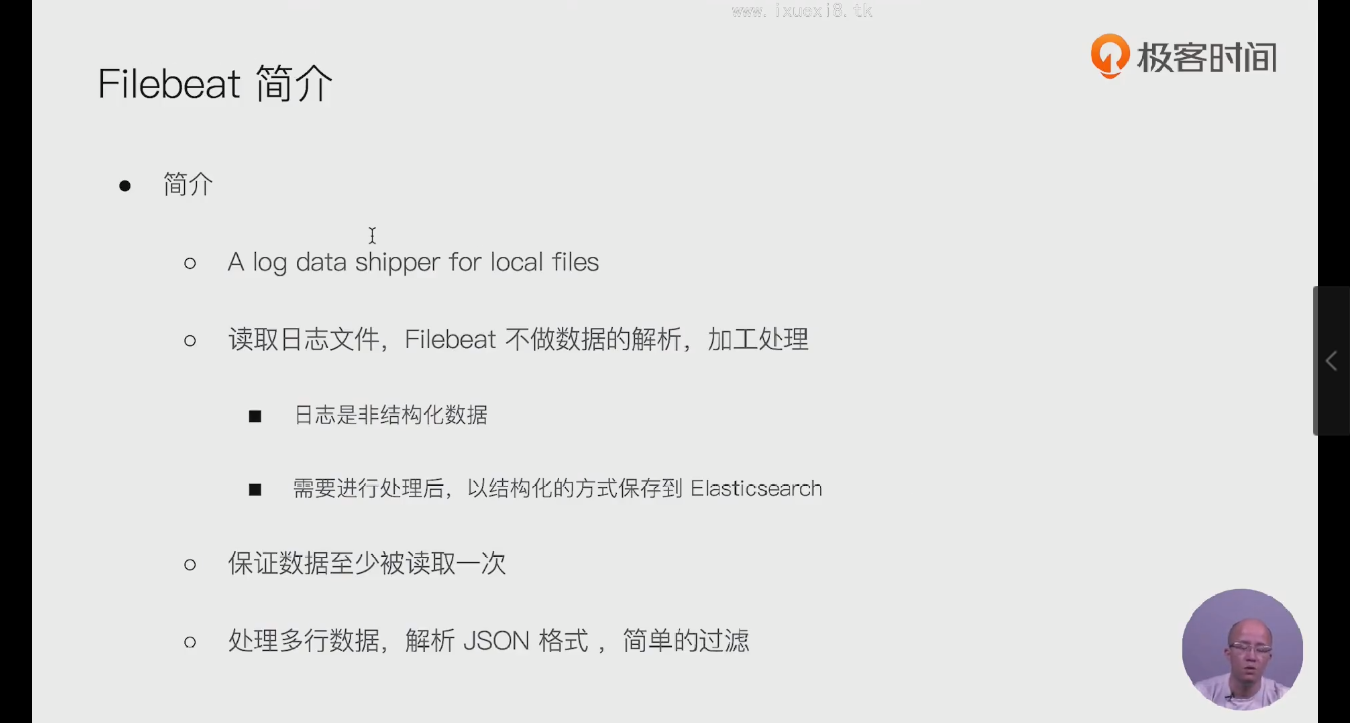 www.ixuexi8.tk
极客时间
Filebeat 简介
简介
A log data shipper for local files
读取日志文件，Filebeat 不做数据的解析，加工处理
日志是非结构化数据
需要进行处理后，以结构化的方式保存到 Elasticsearch
保证数据至少被读取一次
处理多行数据，解析 JSON 格式 ，简单的过滤